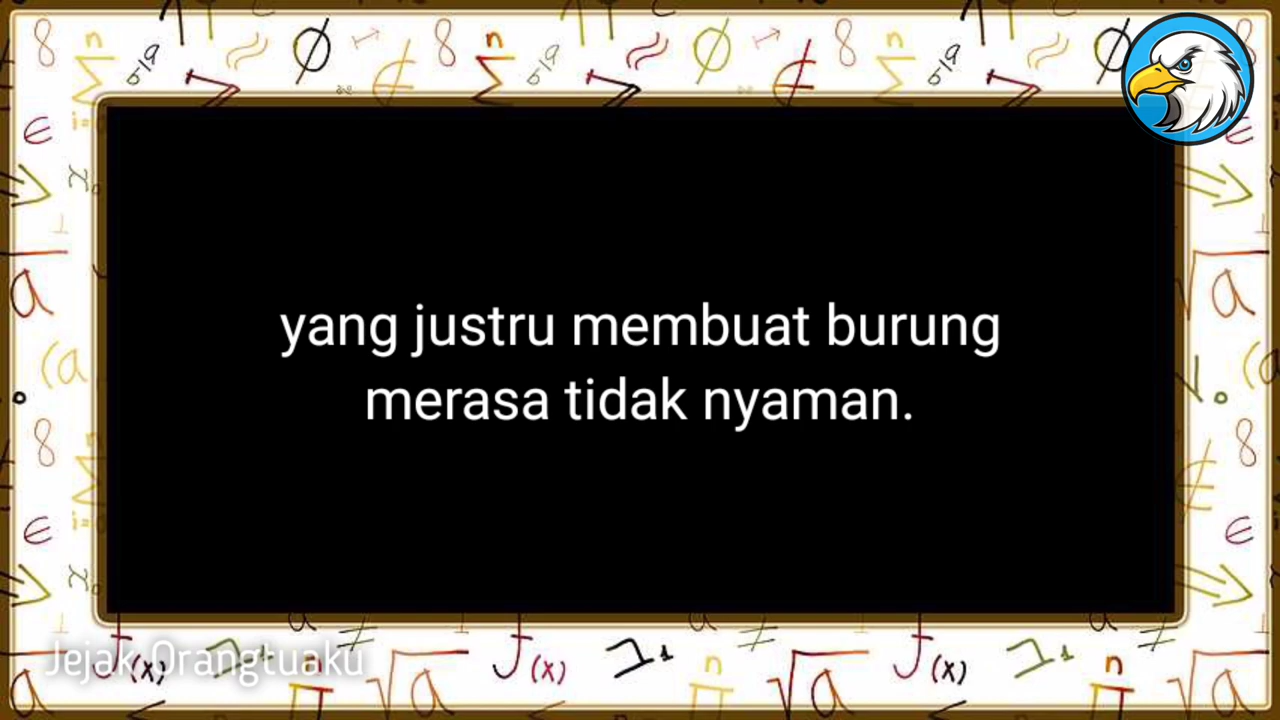 yang justru membuat burung
merasa tidak nyaman.
Jejak Orangtuaku